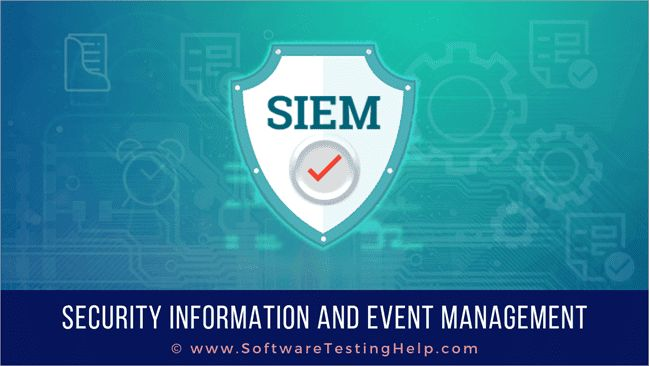 SIEM
SECURITY INFORMATION AND EVENT MANAGEMENT
© www.SoftwareTestingHelp.com